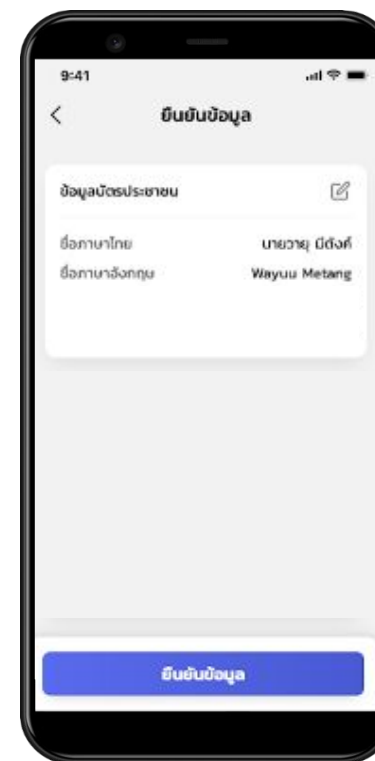 9:41
ยืนยันข้อมูล
ข้อมูลบัตรประชาชน
ชื่อภาษาไทย นายวายุ มีตังค์
ชื่อภาษาอังกฤษ Wayuu Metang
ยืนยันข้อมูล